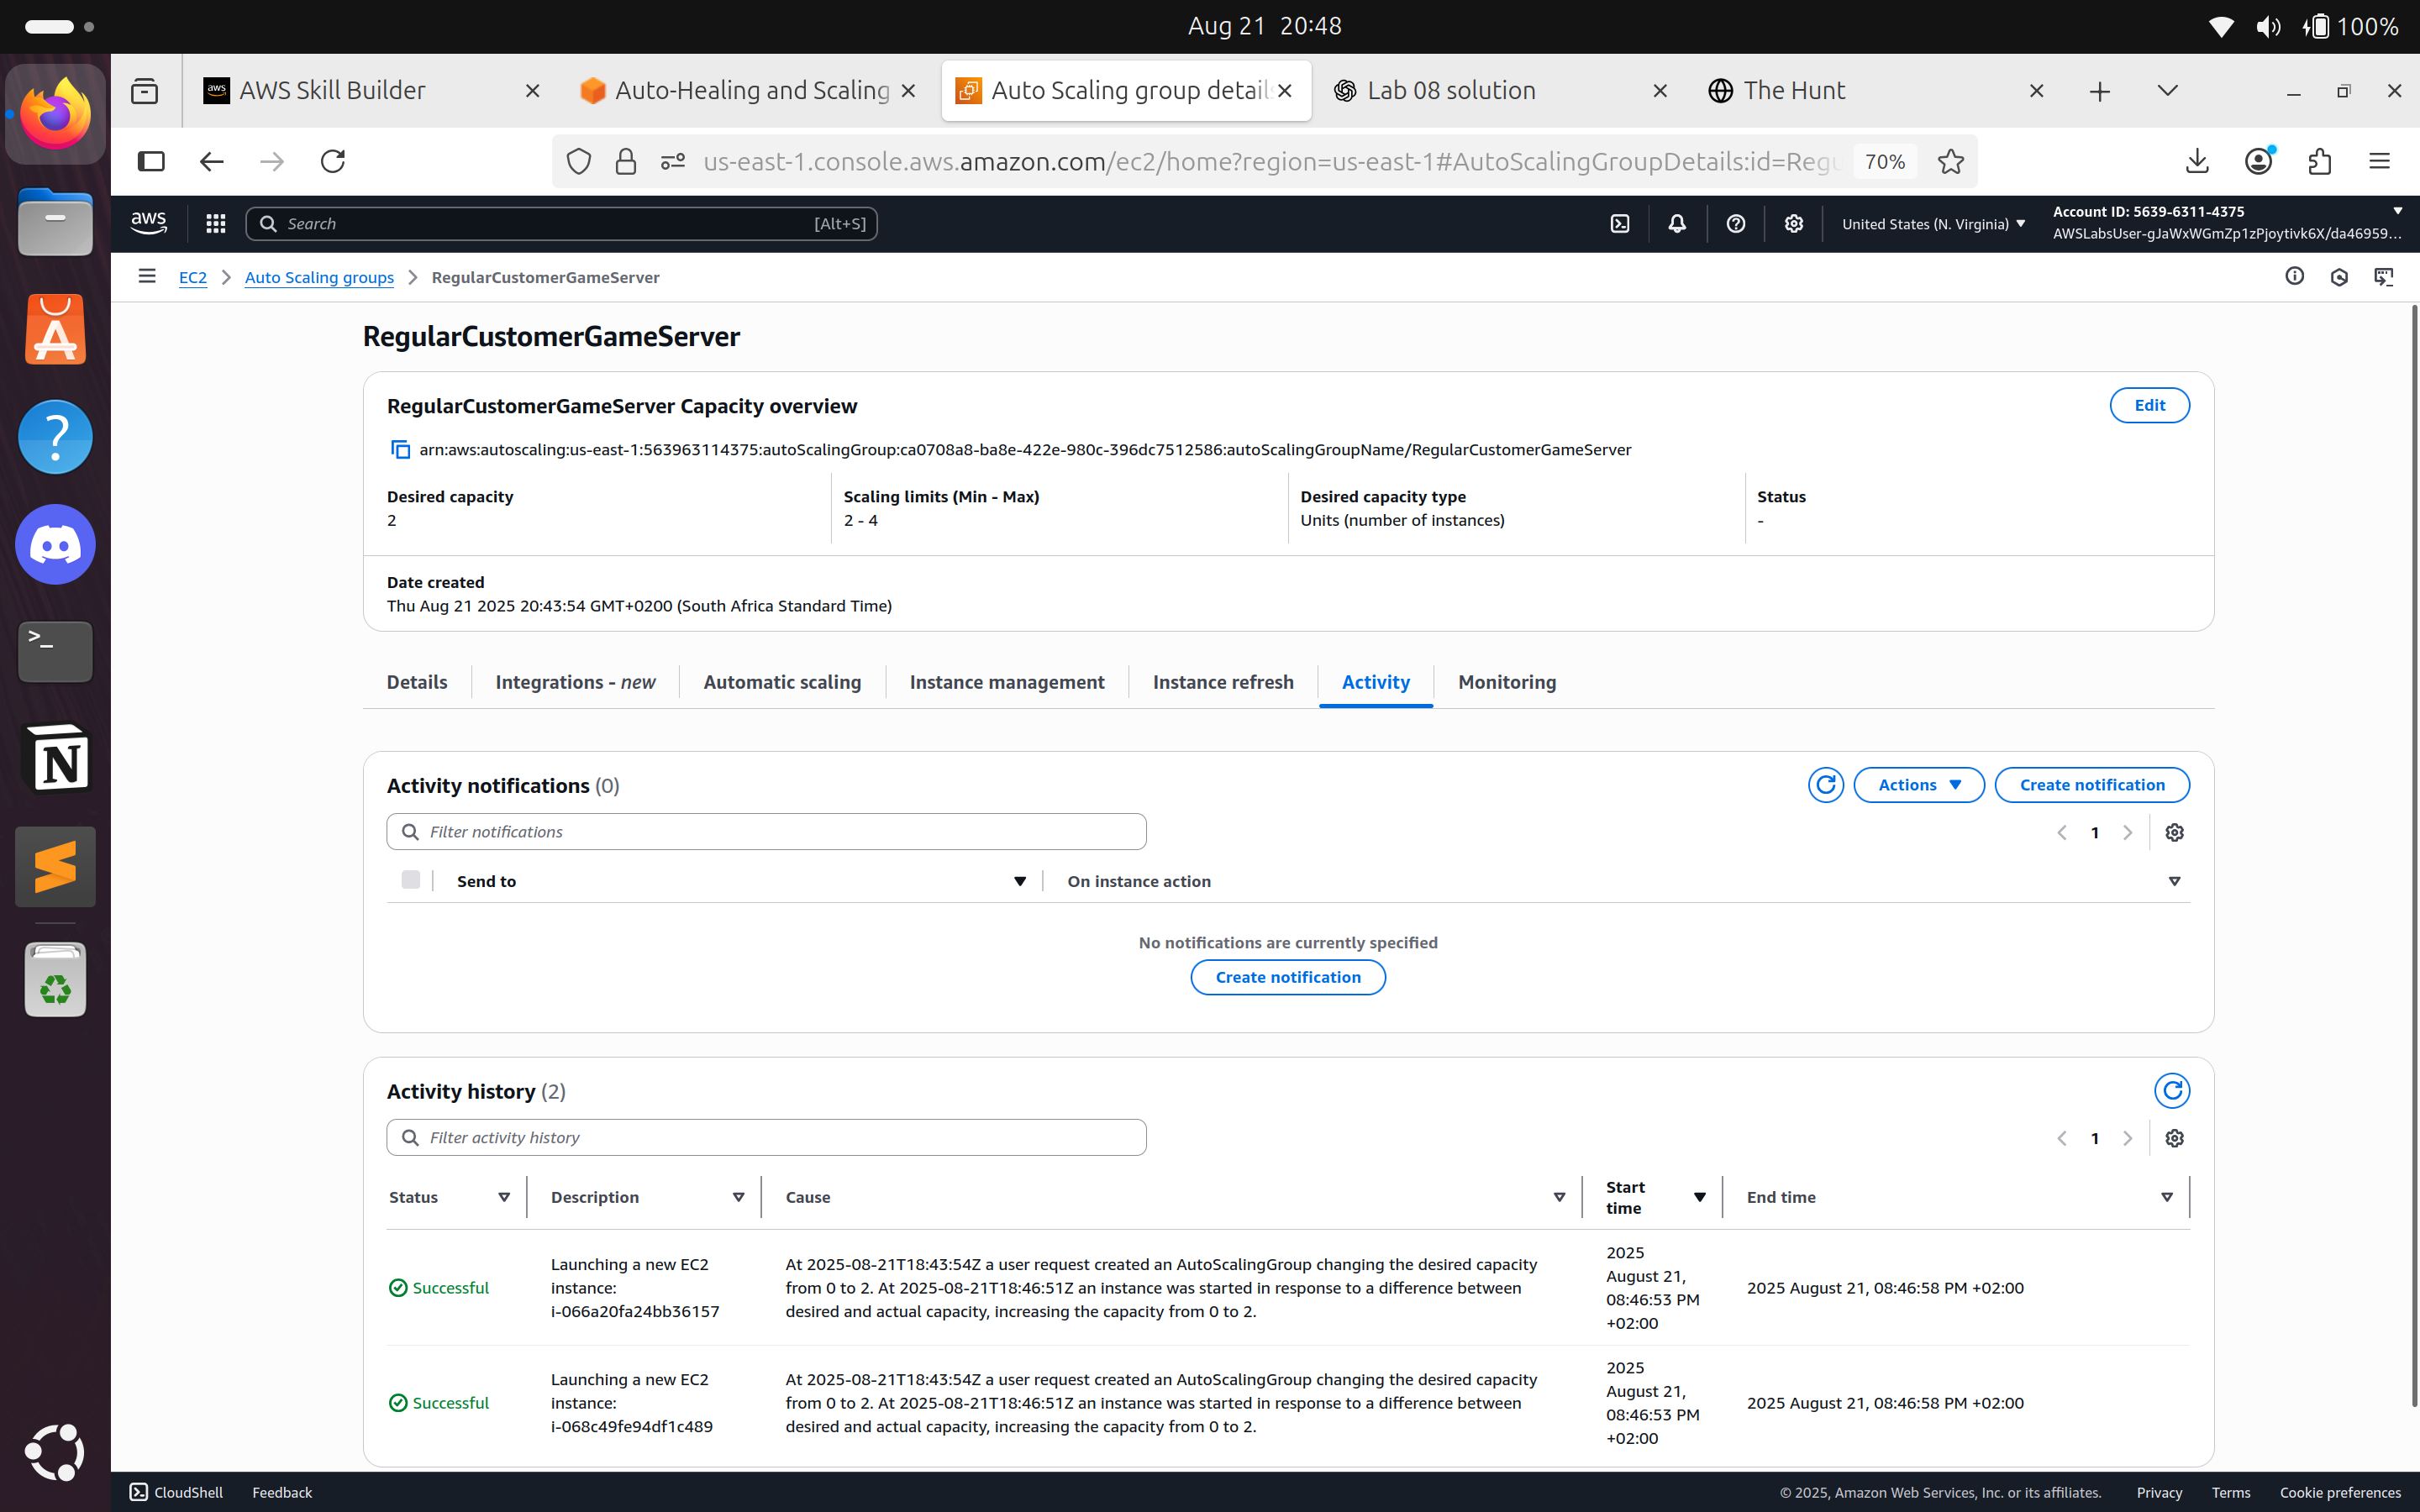 Aug 21 20:48
100%
AWS Skill Builder
Auto-Healing and Scaling
Auto Scaling group details
Lab 08 solution
The Hunt
us-east-1.console.aws.amazon.com/ec2/home?region=us-east-1#AutoScalingGroupDetails:id=Regu
70%
aws
Search
[Alt+S]
United States (N. Virginia)
Account ID: 5639-6311-4375
AWSLabsUser-gJaWxWGmZp1zPjoytivk6X/da46959...
EC2
Auto Scaling groups
RegularCustomerGameServer
RegularCustomerGameServer
RegularCustomerGameServer Capacity overview
Edit
arn:aws:autoscaling:us-east-1:563963114375:autoScalingGroup:ca0708a8-ba8e-422e-980c-396dc7512586:autoScalingGroupName/RegularCustomerGameServer
Desired capacity
2
Scaling limits (Min - Max)
2 - 4
Desired capacity type
Units (number of instances)
Status
-
Date created
Thu Aug 21 2025 20:43:54 GMT+0200 (South Africa Standard Time)
Details
Integrations - new
Automatic scaling
Instance management
Instance refresh
Activity
Monitoring
Activity notifications (0)
Actions
Create notification
Filter notifications
1
Send to
On instance action
No notifications are currently specified
Create notification
Activity history (2)
Filter activity history
1
Status
Description
Cause
Start
time
End time
Successful
Launching a new EC2
instance:
i-066a20fa24bb36157
At 2025-08-21T18:43:54Z a user request created an AutoScalingGroup changing the desired capacity
from 0 to 2. At 2025-08-21T18:46:51Z an instance was started in response to a difference between
desired and actual capacity, increasing the capacity from 0 to 2.
2025
August 21,
08:46:53 PM
+02:00
2025 August 21, 08:46:58 PM +02:00
Successful
Launching a new EC2
instance:
i-068c49fe94df1c489
At 2025-08-21T18:43:54Z a user request created an AutoScalingGroup changing the desired capacity
from 0 to 2. At 2025-08-21T18:46:51Z an instance was started in response to a difference between
desired and actual capacity, increasing the capacity from 0 to 2.
2025
August 21,
08:46:53 PM
+02:00
2025 August 21, 08:46:58 PM +02:00
CloudShell
Feedback
© 2025, Amazon Web Services, Inc. or its affiliates.
Privacy
Terms
Cookie preferences